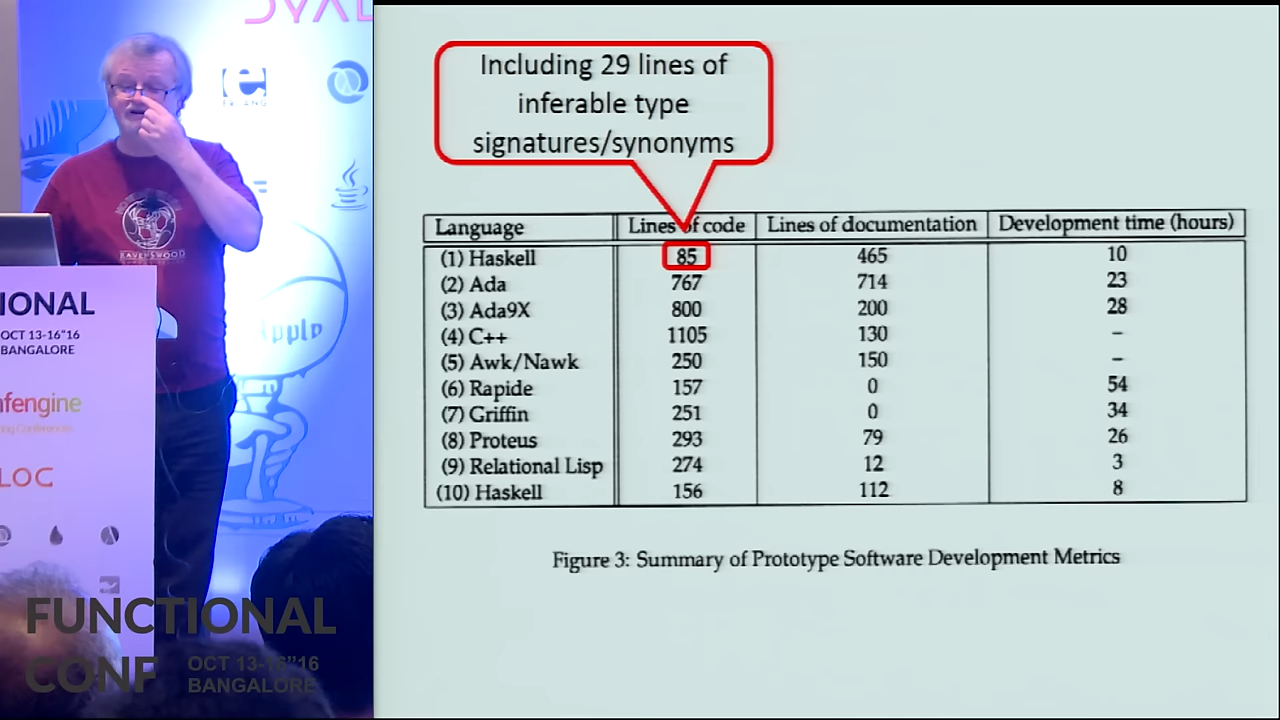 Including 29 lines of
inferable type
signatures/synonyms
Language Lines of code Lines of documentation Development time (hours)
(1) Haskell 85 465 10
(2) Ada 767 714 23
(3) Ada9X 800 200 28
(4) C++ 1105 130 –
(5) Awk/Nawk 250 150 –
(6) Rapide 157 0 54
(7) Griffin 251 0 34
(8) Proteus 293 79 26
(9) Relational Lisp 274 12 3
(10) Haskell 156 112 8
Figure 3: Summary of Prototype Software Development Metrics
ERLANG
RAVENSWOOD
IONAL
OCT 13-16"16
BANGALORE
nfengine
LOC
FUNCTIONAL
CONF
OCT 13-16"16
BANGALORE